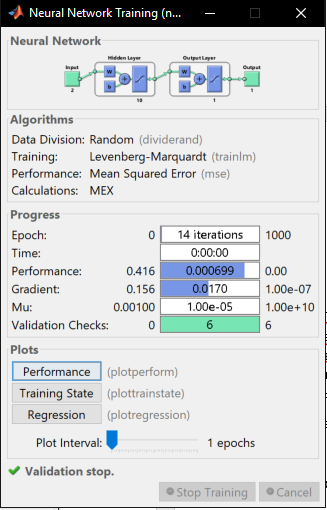 Neural Network Training (n...
Neural Network
Hidden Layer Output Layer
Input W b W b Output
2 10 1 1
Algorithms
Data Division: Random (dividerand)
Training: Levenberg-Marquardt (trainlm)
Performance: Mean Squared Error (mse)
Calculations: MEX
Progress
Epoch: 0 14 iterations 1000
Time: 0:00:00
Performance: 0.416 0.000699 0.00
Gradient: 0.156 0.0170 1.00e-07
Mu: 0.00100 1.00e-05 1.00e+10
Validation Checks: 0 6 6
Plots
Performance (plotperform)
Training State (plottrainstate)
Regression (plotregression)
Plot Interval: 1 epochs
Validation stop.
Stop Training Cancel